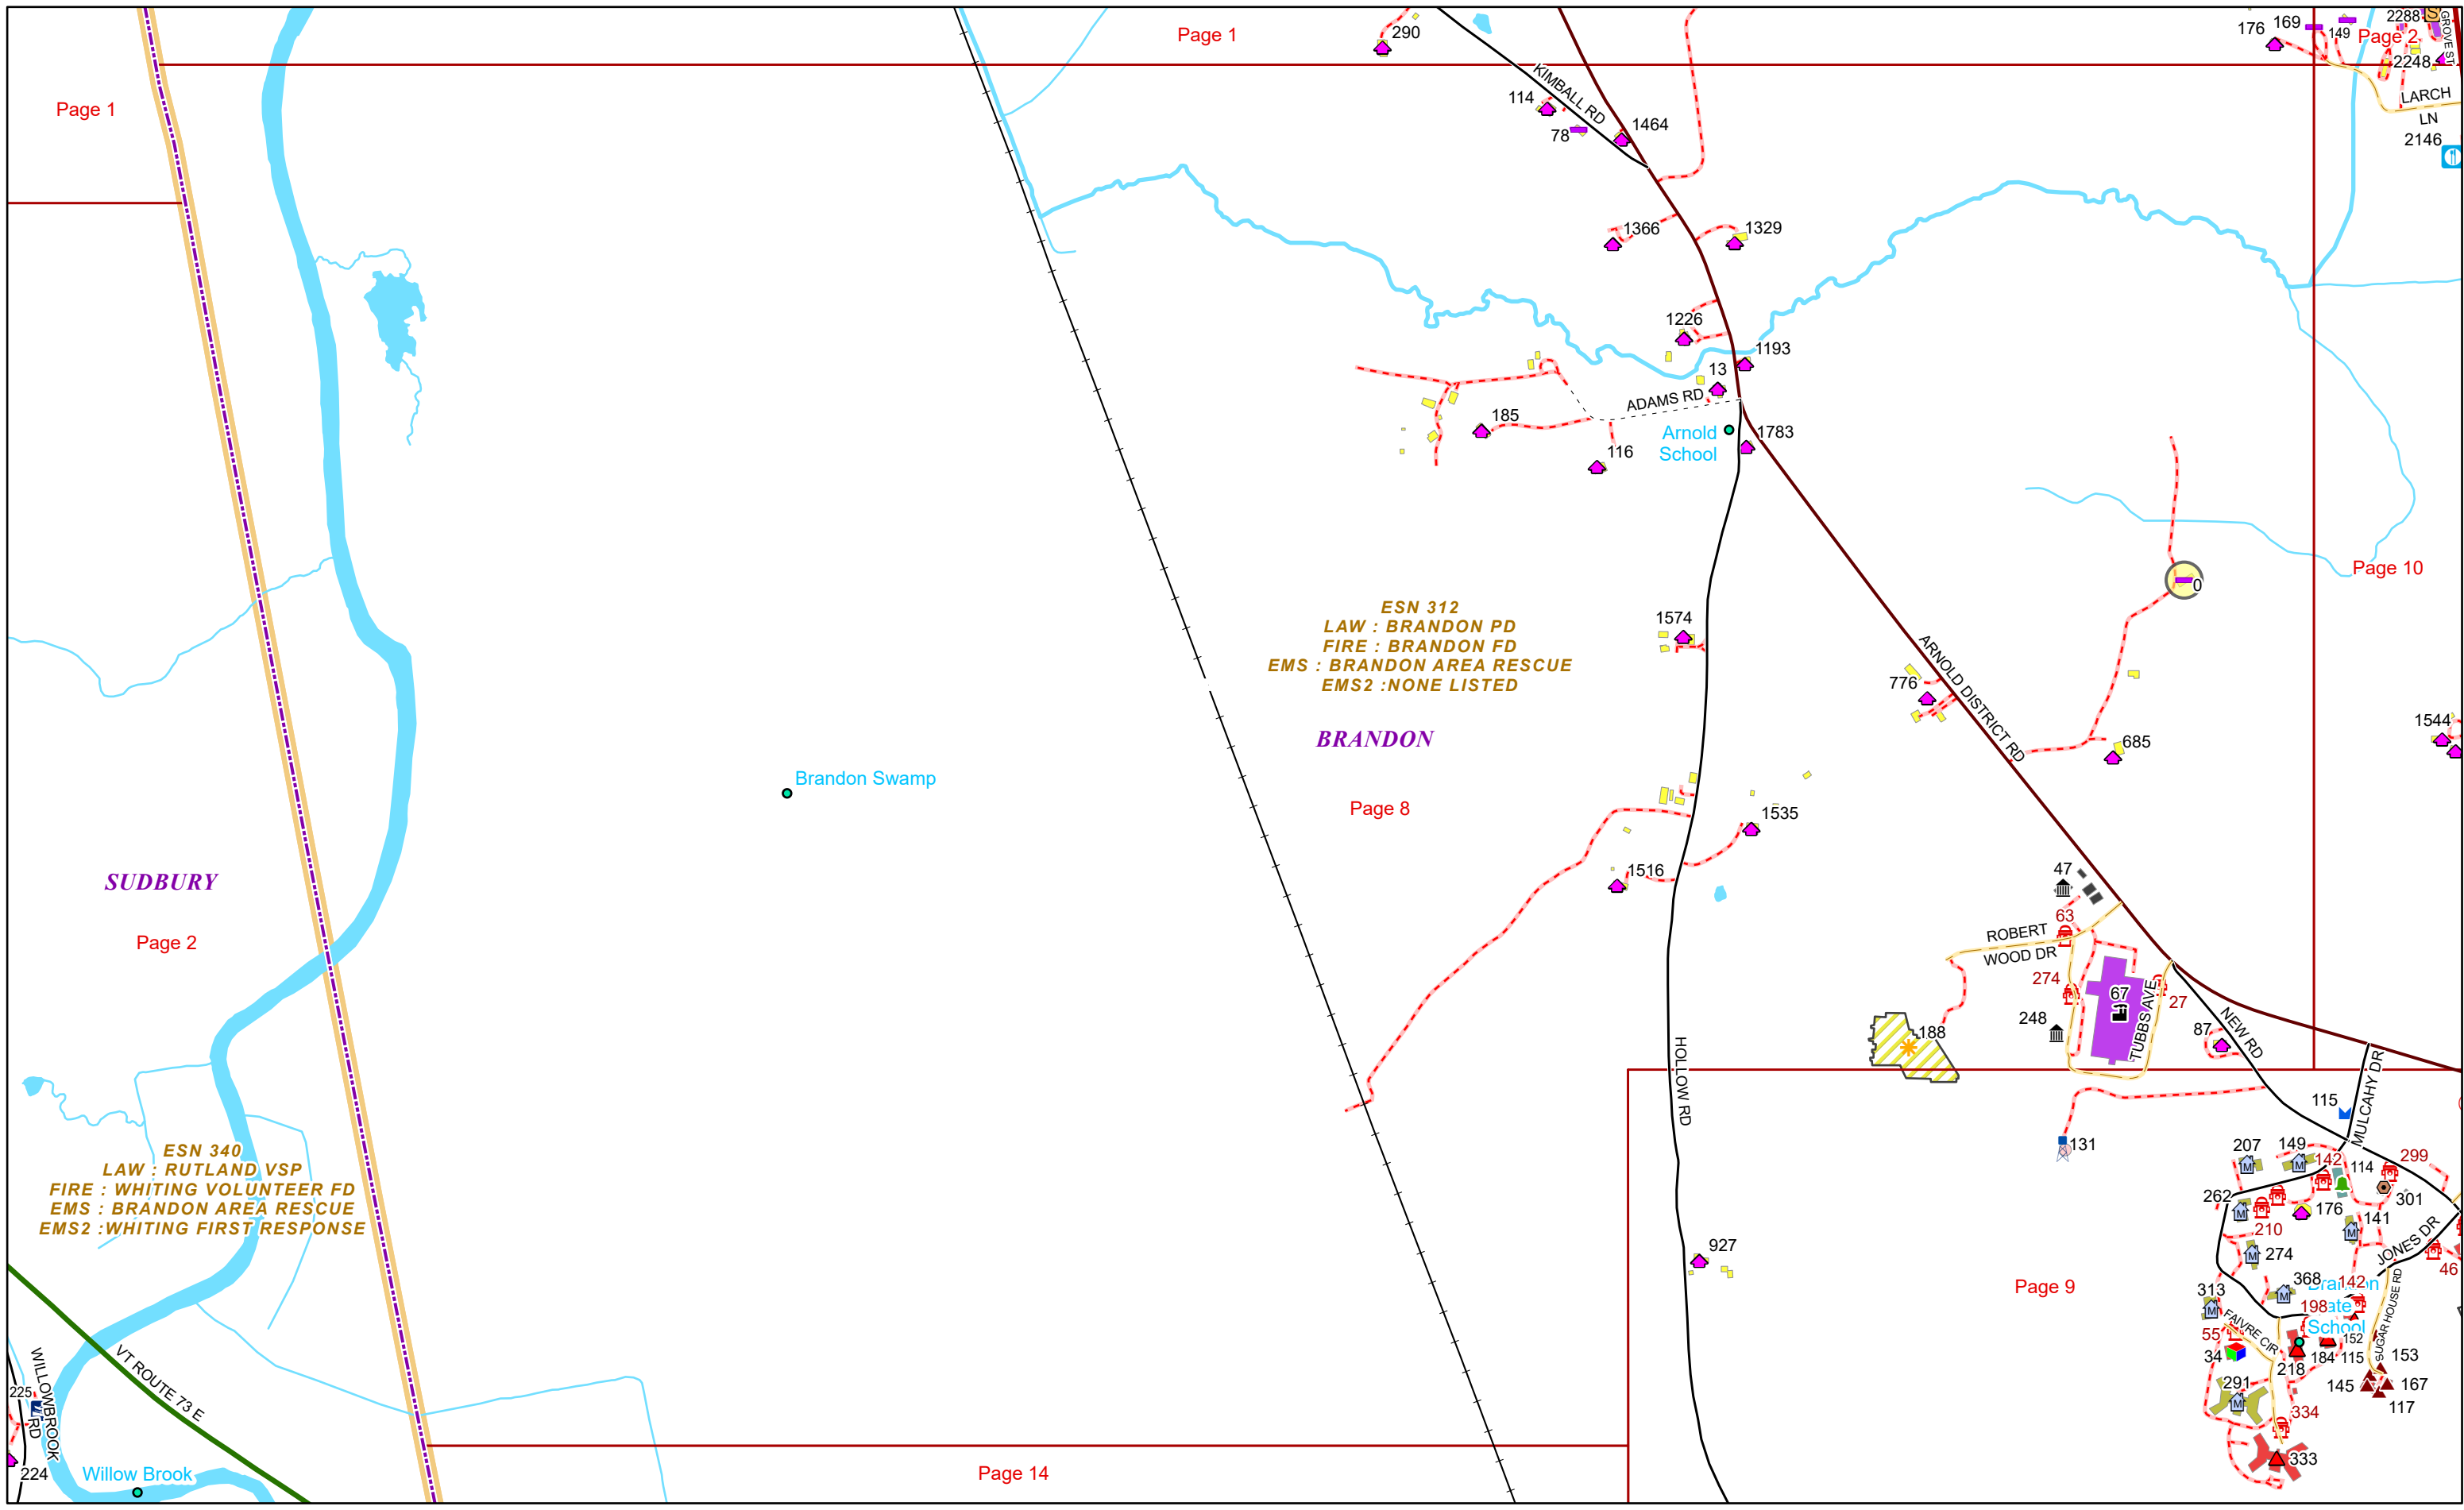 Page 1
290
176
169
149
2288
Page 2
GROVE ST
2248
Page 1
KIMBALL RD
114
78
1464
LARCH
LN
2146
1366
1329
1226
1193
13
ADAMS RD
185
116
Arnold
School
1783
Page 10
0
ESN 312
LAW : BRANDON PD
FIRE : BRANDON FD
EMS : BRANDON AREA RESCUE
EMS2 :NONE LISTED
1574
ARNOLD DISTRICT RD
776
685
1544
BRANDON
Brandon Swamp
Page 8
1535
1516
SUDBURY
Page 2
47
63
ROBERT
WOOD DR
274
67
TUBBS AVE
27
248
87
NEW RD
188
HOLLOW RD
MULCAHY DR
115
131
207
149
142
114
299
301
262
210
176
141
274
JONES DR
46
ESN 340
LAW : RUTLAND VSP
FIRE : WHITING VOLUNTEER FD
EMS : BRANDON AREA RESCUE
EMS2 :WHITING FIRST RESPONSE
927
Page 9
313
368
142
198
School
SUGAR HOUSE RD
FAIVRE CIR
55
34
218
184
152
115
153
145
167
117
291
334
333
VT ROUTE 73 E
WILLOWBROOK
RD
225
224
Willow Brook
Page 14